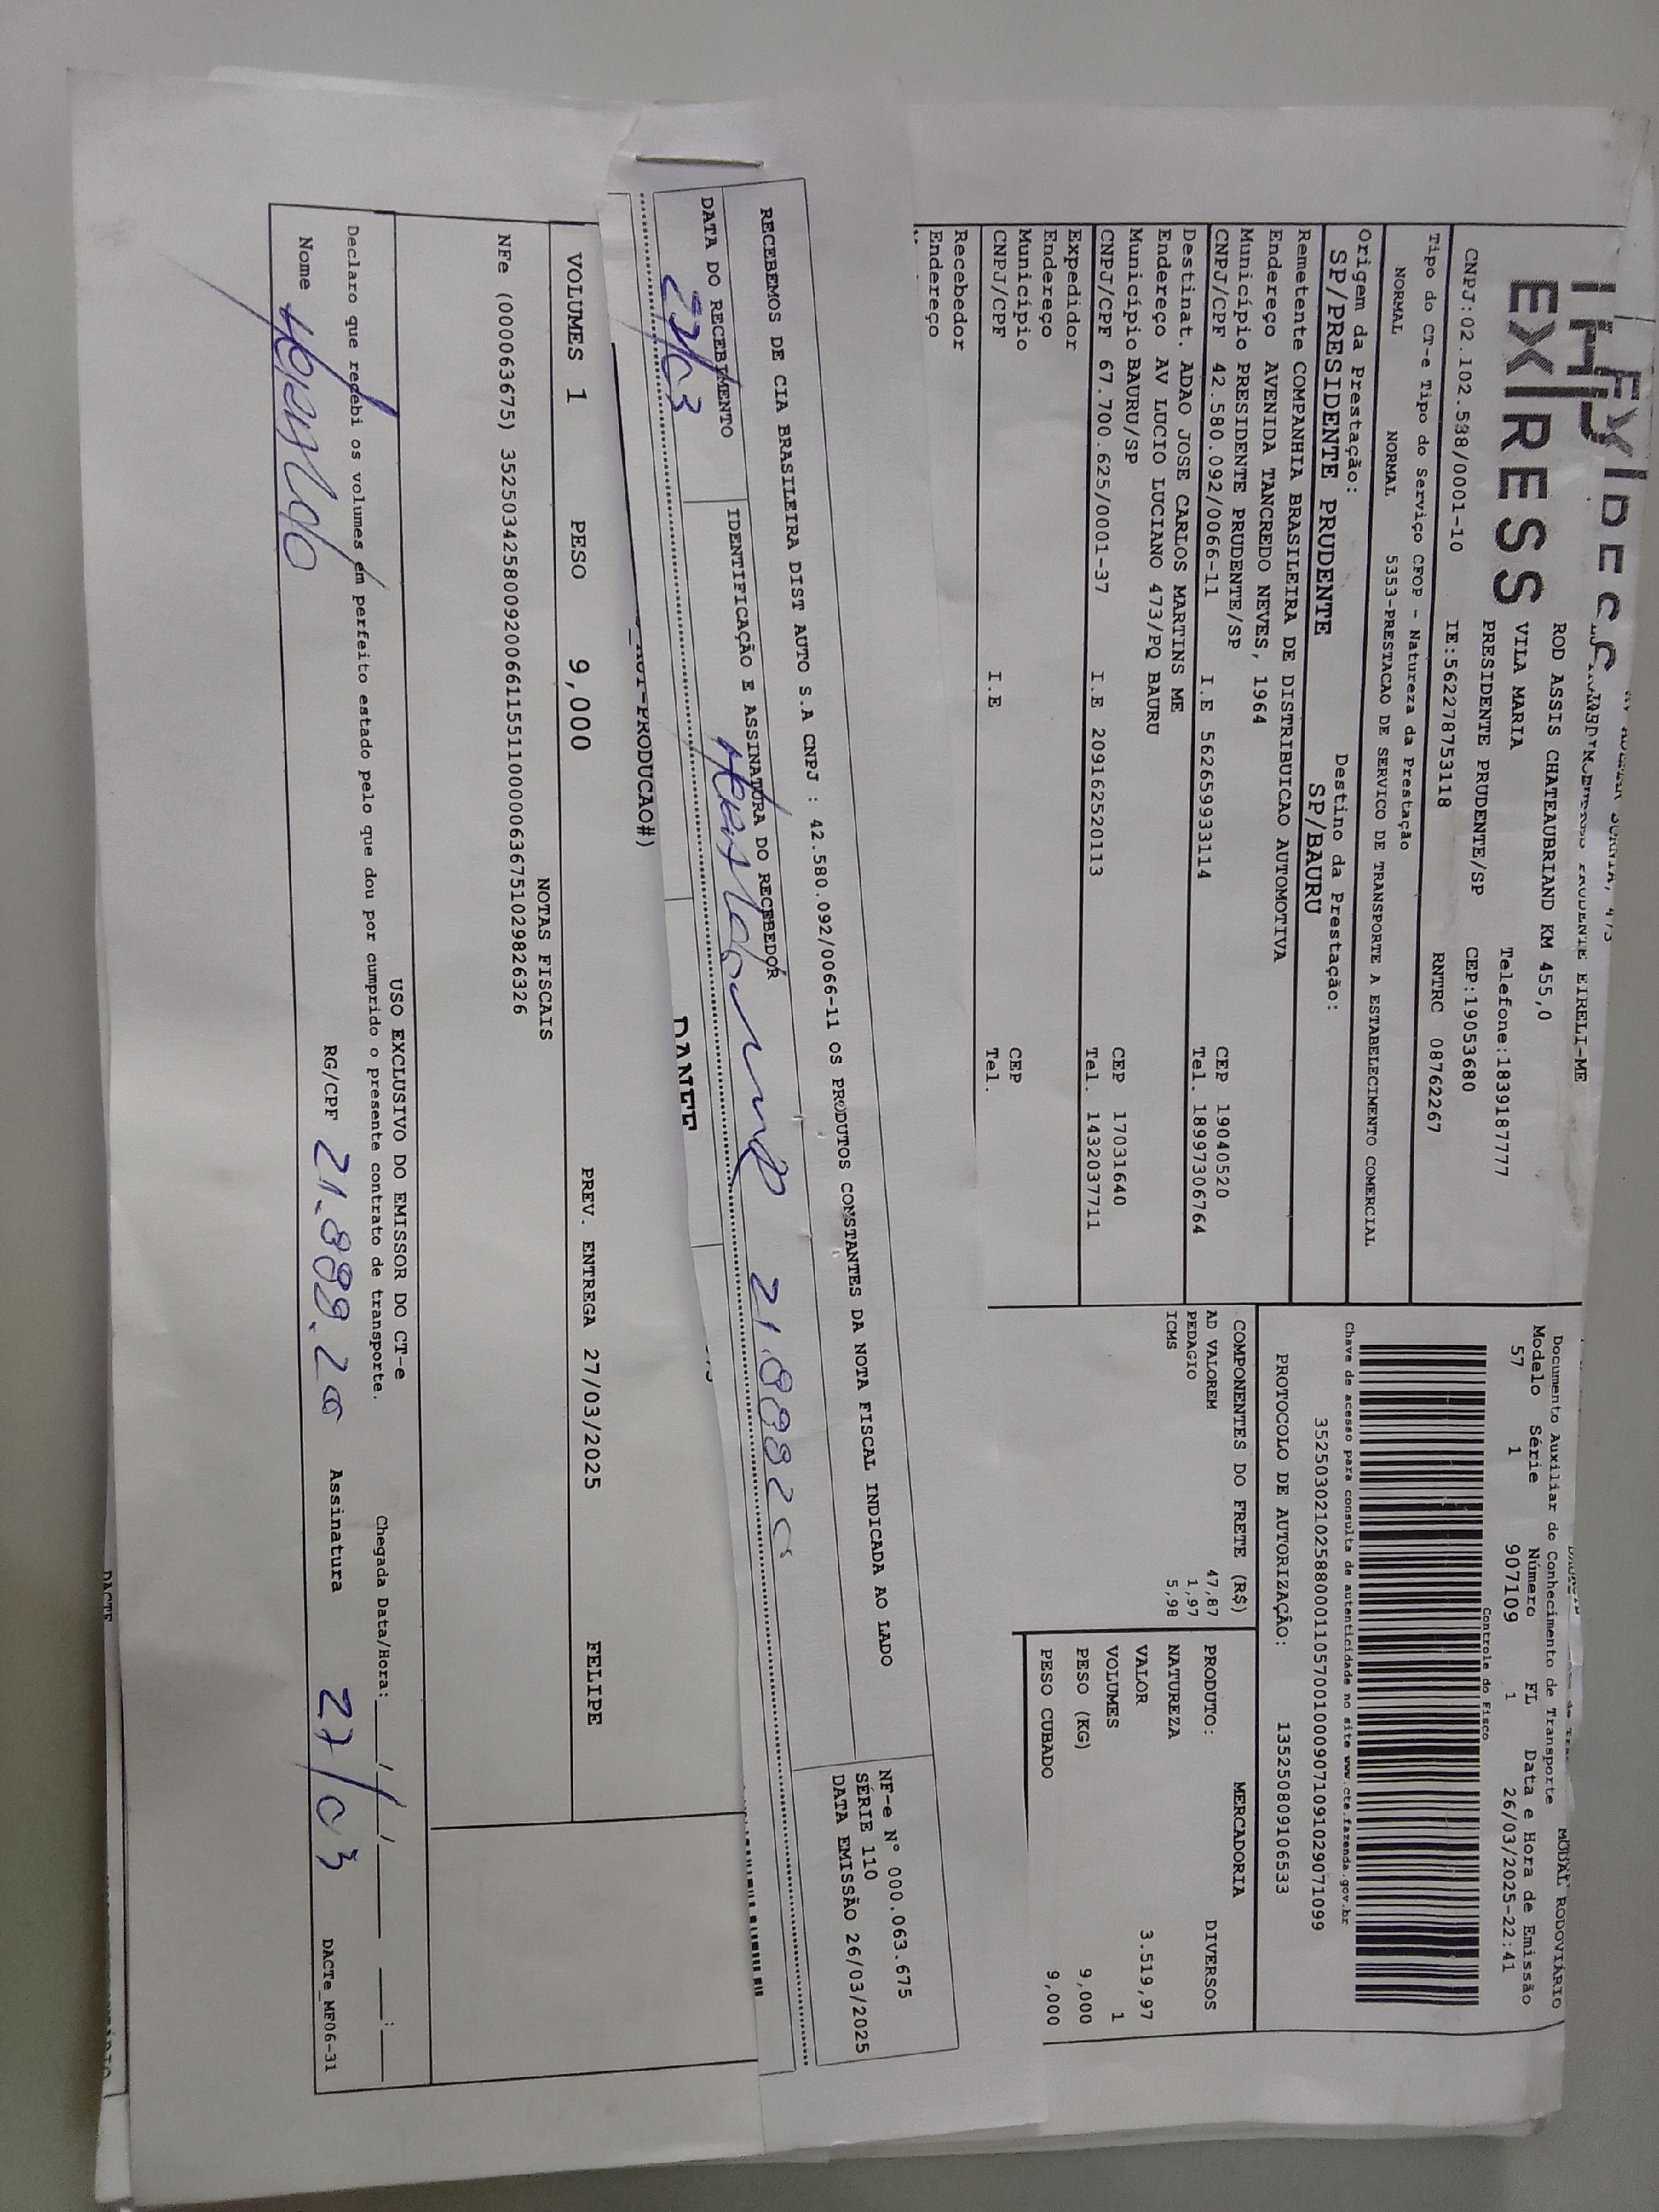 EXPRESS
ROD ASSIS CHATEAUBRIAND KM 455,0
VILA MARIA Telefone:1839187777
PRESIDENTE PRUDENTE/SP CEP:19053680
CNPJ:02.102.538/0001-10 IE:562278753118 RNTRC 08762267
Tipo do CT-e Tipo do Serviço CFOP - Natureza da Prestação
NORMAL NORMAL 5353-PRESTACAO DE SERVICO DE TRANSPORTE A ESTABELECIMENTO COMERCIAL
Origem da Prestação: Destino da Prestação:
SP/PRESIDENTE PRUDENTE SP/BAURU
Remetente COMPANHIA BRASILEIRA DE DISTRIBUICAO AUTOMOTIVA
Endereço AVENIDA TANCREDO NEVES, 1964
Município PRESIDENTE PRUDENTE/SP CEP 19040520
CNPJ/CPF 42.580.092/0066-11 I.E 562659933114 Tel. 18997306764
Destinat. ADAO JOSE CARLOS MARTINS ME
Endereço AV LUCIO LUCIANO 473/PQ BAURU
Município BAURU/SP CEP 17031640
CNPJ/CPF 67.700.625/0001-37 I.E 209162520113 Tel. 1432037711
Expedidor
Endereço
Município CEP
CNPJ/CPF I.E Tel.
Recebedor
Endereço
Documento Auxiliar do Conhecimento de Transporte MODAL RODOVIÁRIO
Modelo Série Número FL Data e Hora de Emissão
57 1 907109 1 26/03/2025-22:41
Controle do Fisco
Chave de acesso para consulta de autenticidade no site www.cte.fazenda.gov.br
35250302102588000110570010009071091029071099
PROTOCOLO DE AUTORIZAÇÃO: 135250809106533
COMPONENTES DO FRETE (R$)
AD VALOREM 47,87
PEDAGIO 1,97
ICMS 5,98
MERCADORIA
PRODUTO: DIVERSOS
NATUREZA
VALOR 3.519,97
VOLUMES 1
PESO (KG) 9,000
PESO CUBADO 9,000
RECEBEMOS DE CIA BRASILEIRA DIST AUTO S.A CNPJ : 42.580.092/0066-11 OS PRODUTOS CONSTANTES DA NOTA FISCAL INDICADA AO LADO
NF-e N° 000.063.675
SÉRIE 110
DATA EMISSÃO 26/03/2025
DATA DO RECEBIMENTO IDENTIFICAÇÃO E ASSINATURA DO RECEBEDOR
27/03
DANFE
PRODUCAO#)
VOLUMES 1 PESO 9,000 PREV. ENTREGA 27/03/2025 FELIPE
NOTAS FISCAIS
NFe (000063675) 35250342580092006611551100000636751029826326
USO EXCLUSIVO DO EMISSOR DO CT-e
Declaro que recebi os volumes em perfeito estado pelo que dou por cumprido o presente contrato de transporte.
Chegada Data/Hora:
Nome RG/CPF Assinatura 27/03
DACTe_MF06-31
DACTE